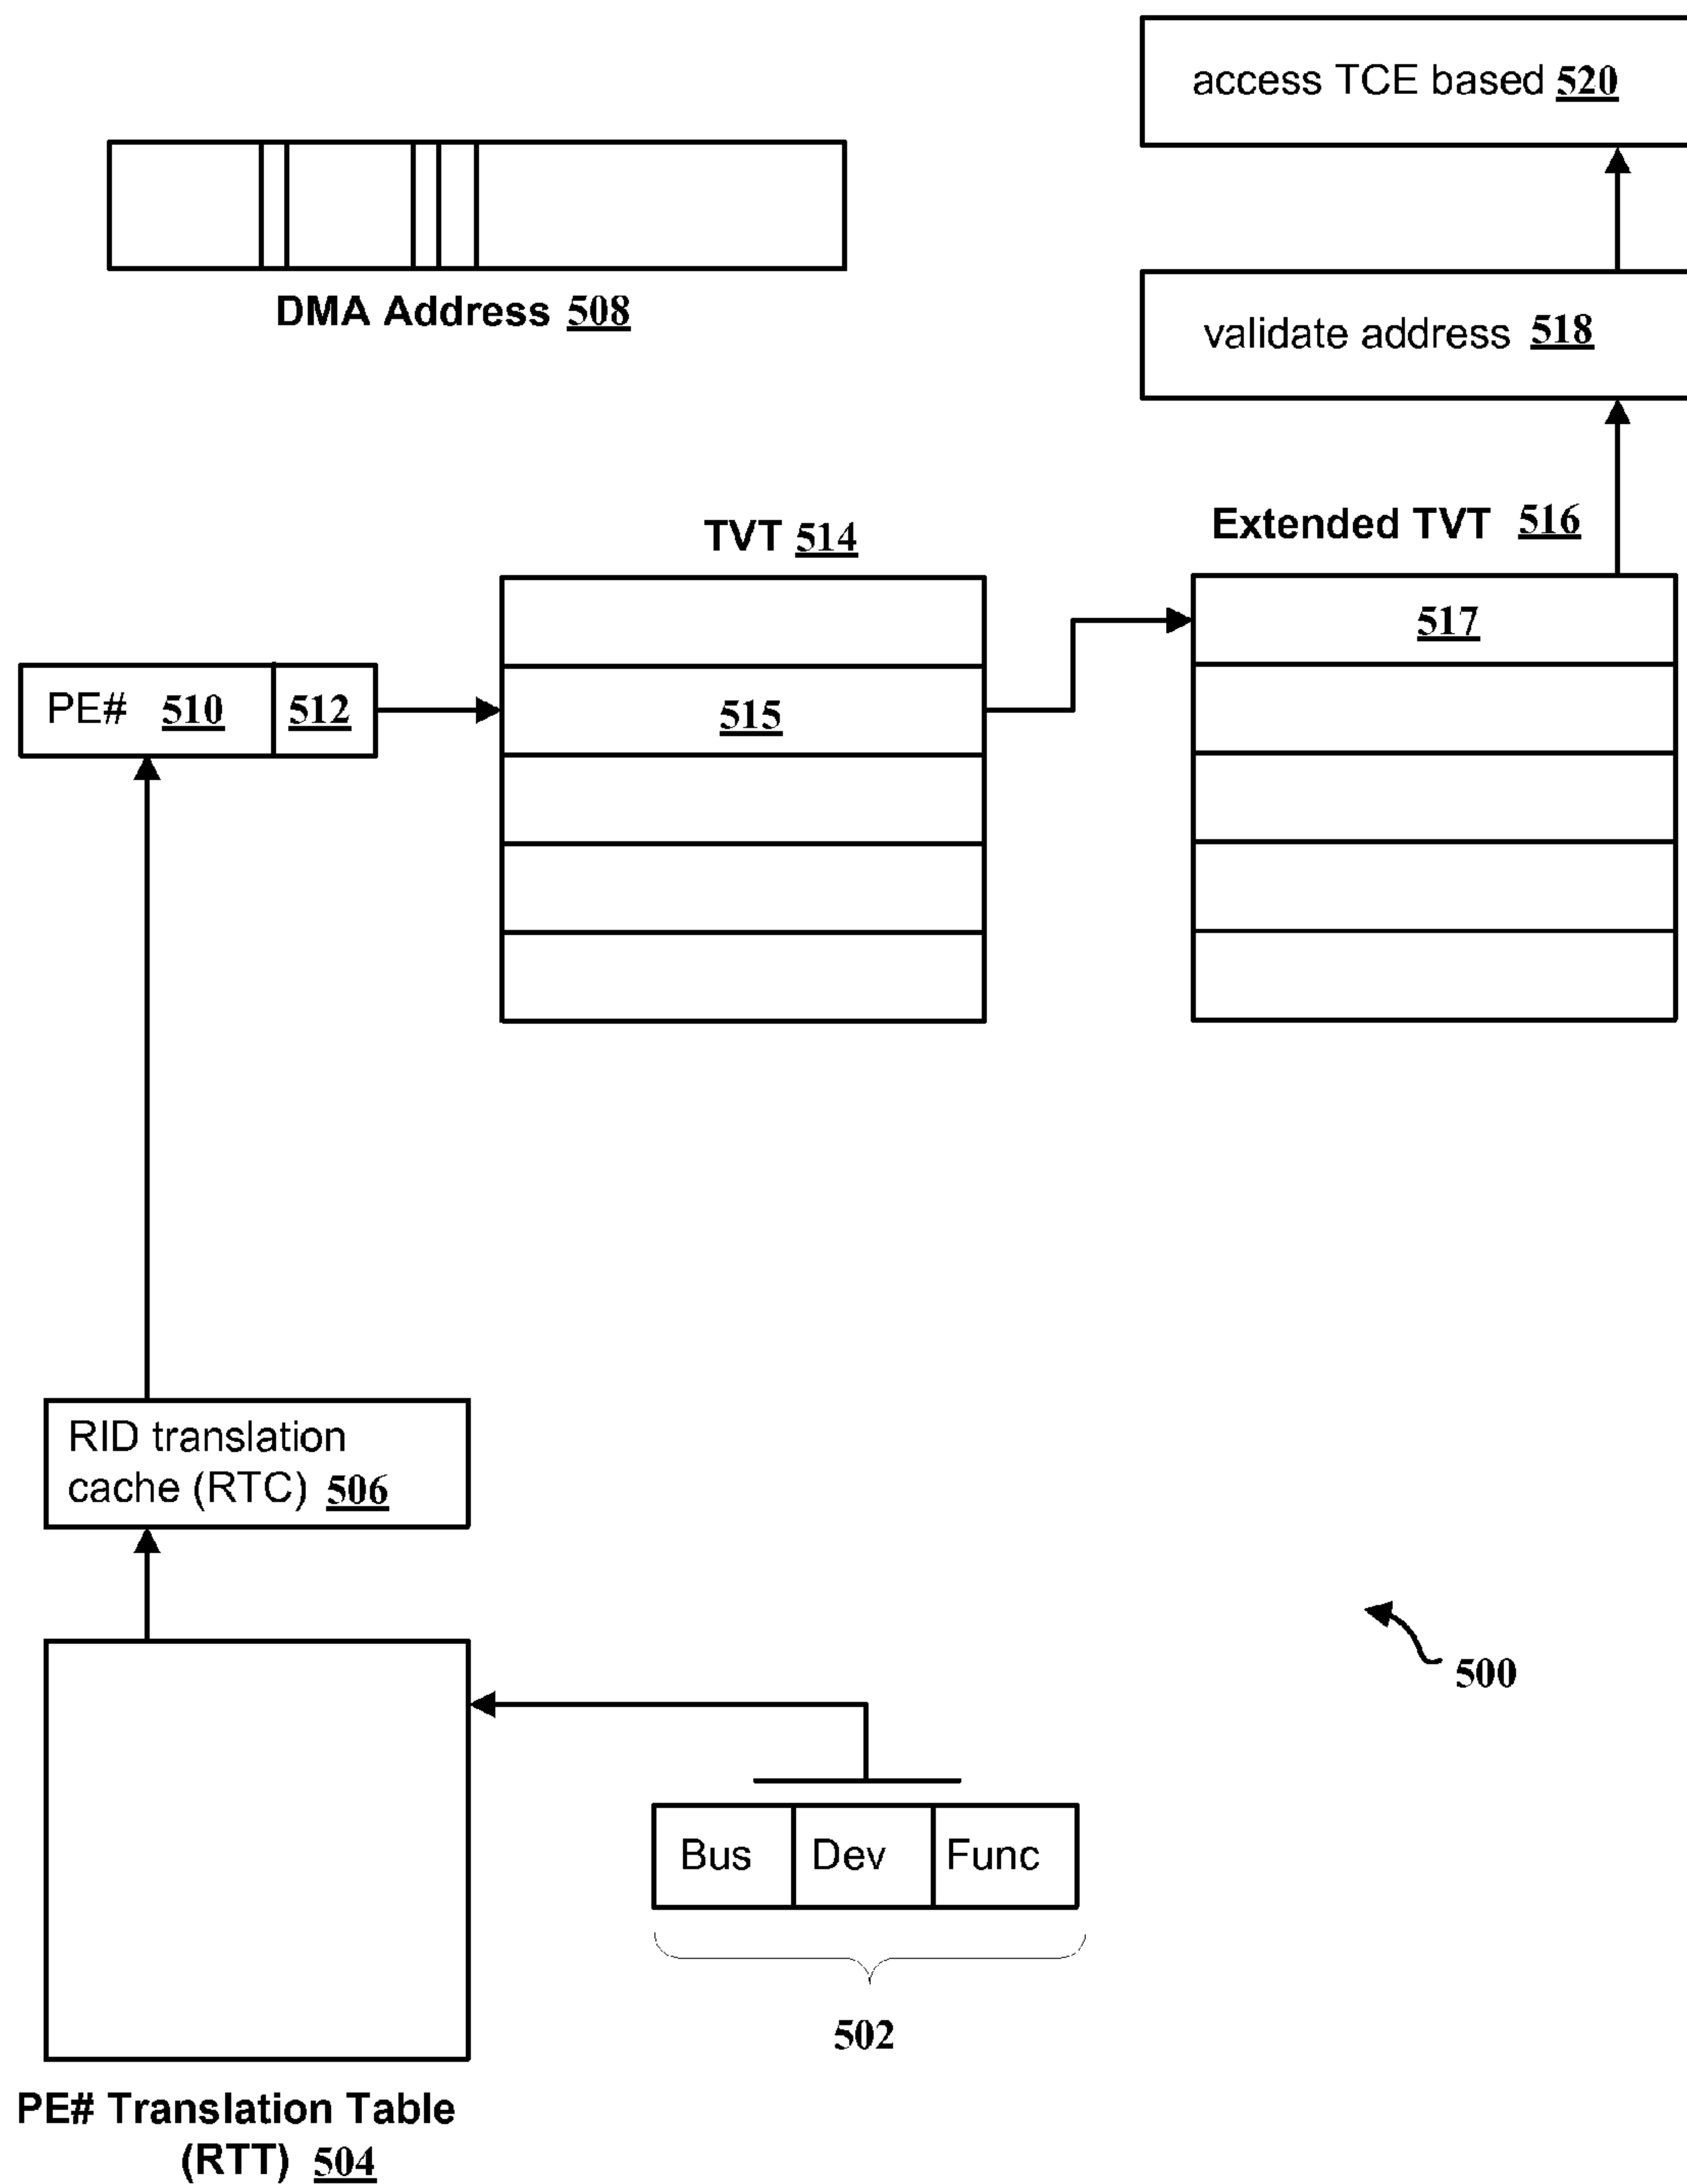 access TCE based 520
DMA Address 508
validate address 518
TVT 514
Extended TVT 516
517
PE# 510 512
515
RID translation
cache (RTC) 506
500
Bus Dev Func
502
PE# Translation Table
(RTT) 504